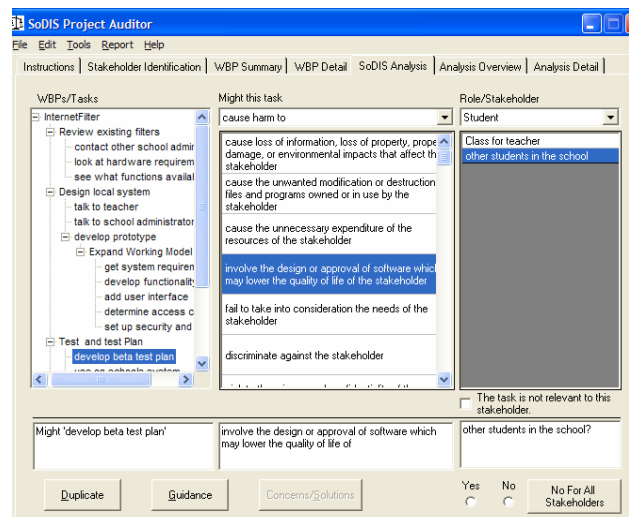 SoDIS Project Auditor
File Edit Tools Report Help
Instructions Stakeholder Identification WBP Summary WBP Detail SoDIS Analysis Analysis Overview Analysis Detail
WBPs/Tasks
InternetFilter
Review existing filters
contact other school admir
look at hardware requirem
see what functions availal
Design local system
talk to teacher
talk to school administrator
develop prototype
Expand Working Model
get system requiren
develop functionality
add user interface
determine access c
set up security and
Test and test Plan
develop beta test plan
Might this task
cause harm to
cause loss of information, loss of property, prope
damage, or environmental impacts that affect th
stakeholder
cause the unwanted modification or destruction
files and programs owned or in use by the
stakeholder
cause the unnecessary expenditure of the
resources of the stakeholder
involve the design or approval of software which
may lower the quality of life of the stakeholder
fail to take into consideration the needs of the
stakeholder
discriminate against the stakeholder
Role/Stakeholder
Student
Class for teacher
other students in the school
The task is not relevant to this
stakeholder.
Might 'develop beta test plan'
involve the design or approval of software which
may lower the quality of life of
other students in the school?
Duplicate
Guidance
Concerns/Solutions
Yes No
No For All
Stakeholders